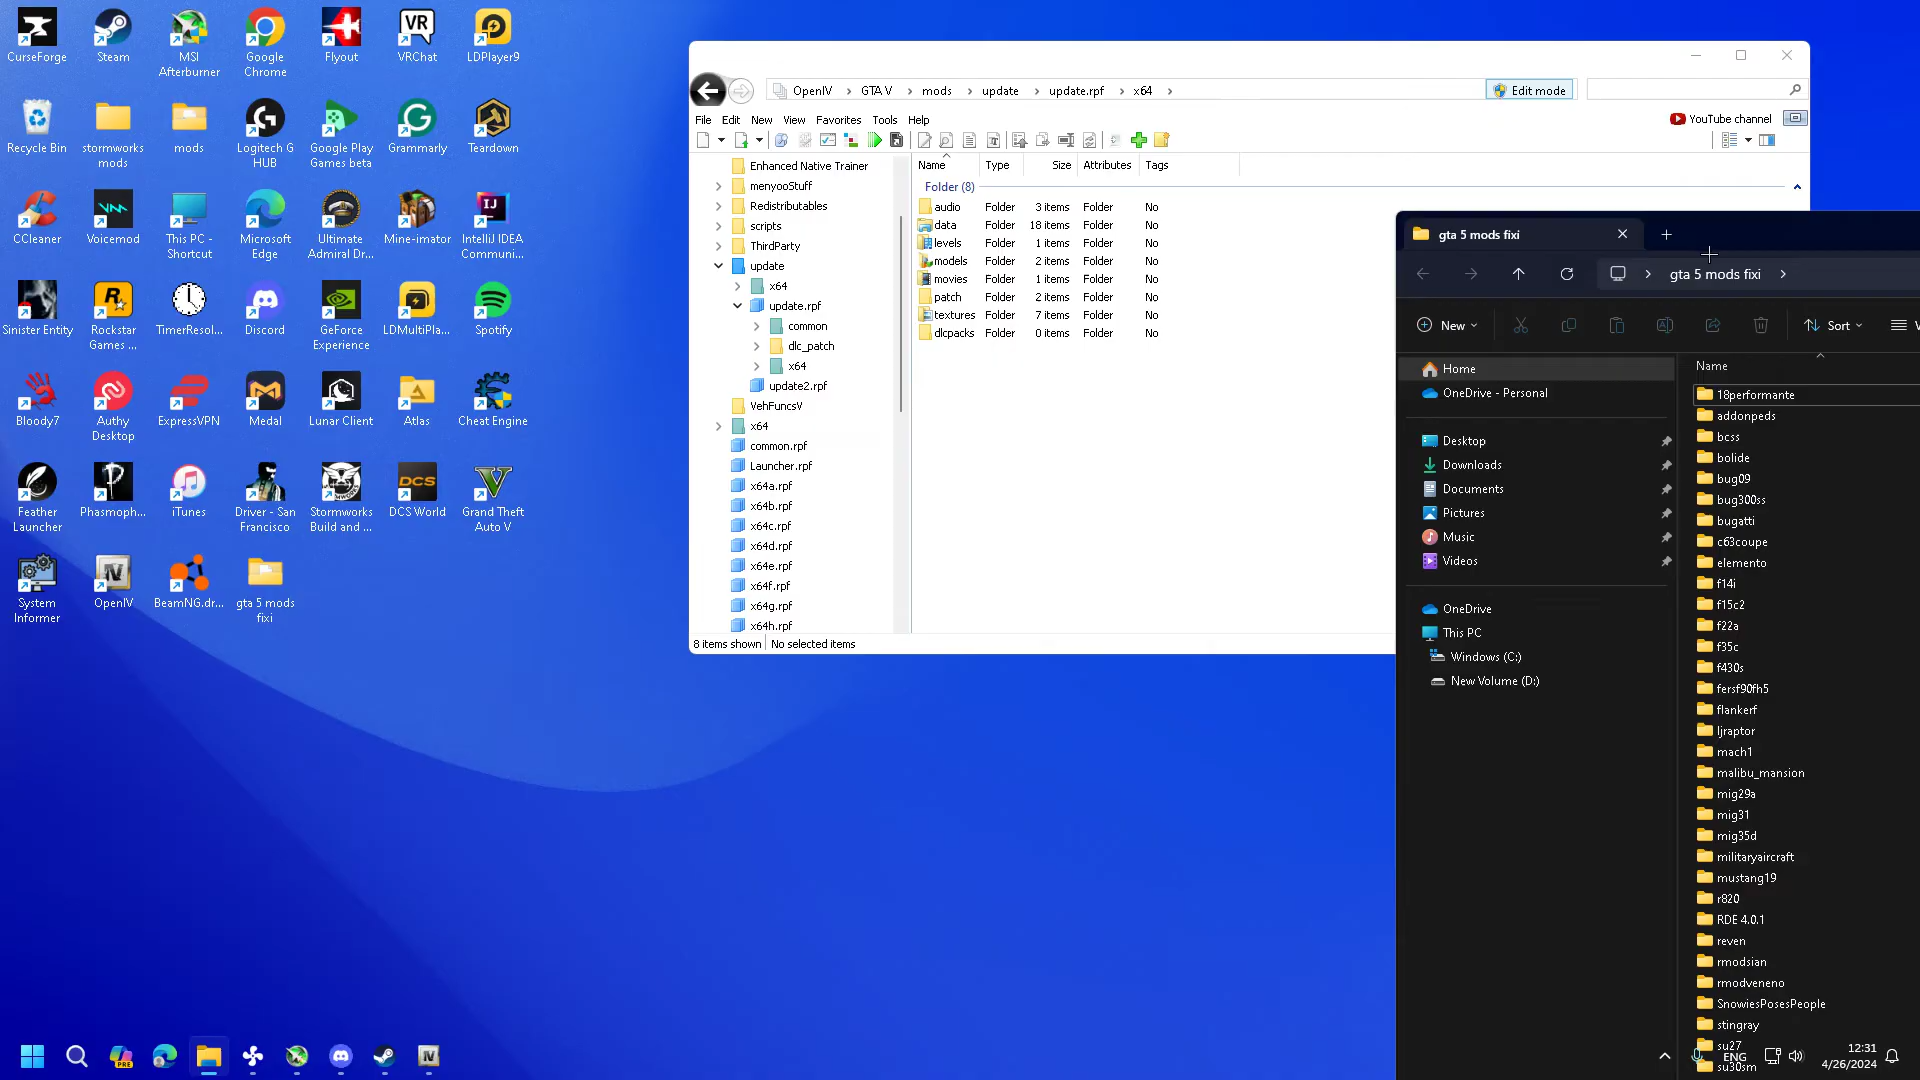 CurseForge
Steam
MSI Afterburner
Google Chrome
Flyout
VR
VRChat
LDPlayer9
Recycle Bin
stormworks mods
mods
Logitech G HUB
Google Play Games beta
Grammarly
Teardown
CCleaner
Voicemod
This PC - Shortcut
Microsoft Edge
Ultimate Admiral Dr...
Mine-imator
IJ
IntelliJ IDEA Communi...
Sinister Entity
Rockstar Games ...
TimerResol...
Discord
GeForce Experience
LDMultiPla...
Spotify
Bloody7
Authy Desktop
ExpressVPN
Medal
Lunar Client
Atlas
Cheat Engine
Feather Launcher
Phasmoph...
iTunes
Driver - San Francisco
Stormworks Build and ...
DCS
DCS World
Grand Theft Auto V
System Informer
OpenIV
BeamNG.dr...
gta 5 mods fixi
OpenIV
GTA V
mods
update
update.rpf
x64
Edit mode
File Edit New View Favorites Tools Help
YouTube channel
Enhanced Native Trainer
menyooStuff
Redistributables
scripts
ThirdParty
update
x64
update.rpf
common
dlc_patch
x64
update2.rpf
VehFuncsV
x64
common.rpf
Launcher.rpf
x64a.rpf
x64b.rpf
x64c.rpf
x64d.rpf
x64e.rpf
x64f.rpf
x64g.rpf
x64h.rpf
Name Type Size Attributes Tags
Folder (8)
audio Folder 3 items Folder No
data Folder 18 items Folder No
levels Folder 1 items Folder No
models Folder 2 items Folder No
movies Folder 1 items Folder No
patch Folder 2 items Folder No
textures Folder 7 items Folder No
dlcpacks Folder 0 items Folder No
8 items shown No selected items
gta 5 mods fixi
gta 5 mods fixi
New
Sort
V
Home
OneDrive - Personal
Desktop
Downloads
Documents
Pictures
Music
Videos
OneDrive
This PC
Windows (C:)
New Volume (D:)
Name
18performante
addonpeds
bcss
bolide
bug09
bug300ss
bugatti
c63coupe
elemento
f14i
f15c2
f22a
f35c
f430s
fersf90fh5
flankerf
ljraptor
mach1
malibu_mansion
mig29a
mig31
mig35d
militaryaircraft
mustang19
r820
RDE 4.0.1
reven
rmodsian
rmodveneno
SnowiesPosesPeople
stingray
su27
su30sm
PRE
ENG
12:31
4/26/2024